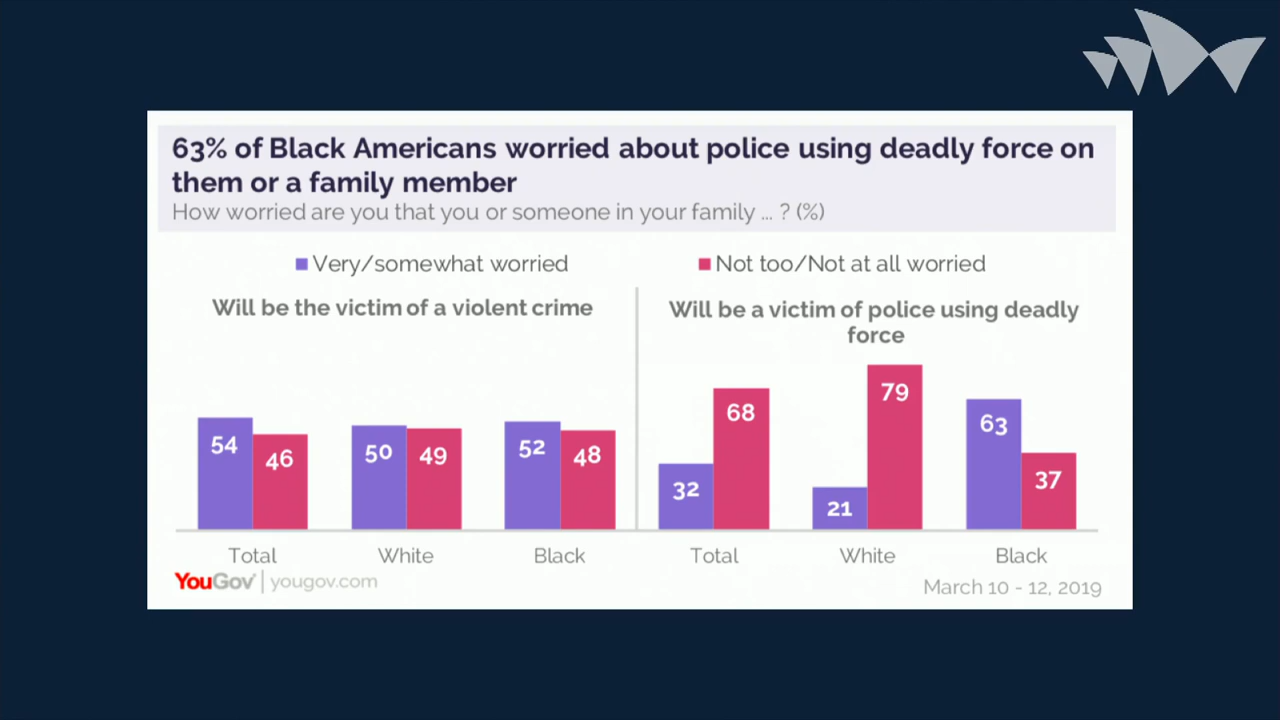 63% of Black Americans worried about police using deadly force on
them or a family member
How worried are you that you or someone in your family ... ? (%)
Very/somewhat worried
Not too/Not at all worried
Will be the victim of a violent crime
Will be a victim of police using deadly
force
54
46
50
49
52
48
32
68
21
79
63
37
Total
White
Black
Total
White
Black
YouGov | yougov.com
March 10 - 12, 2019